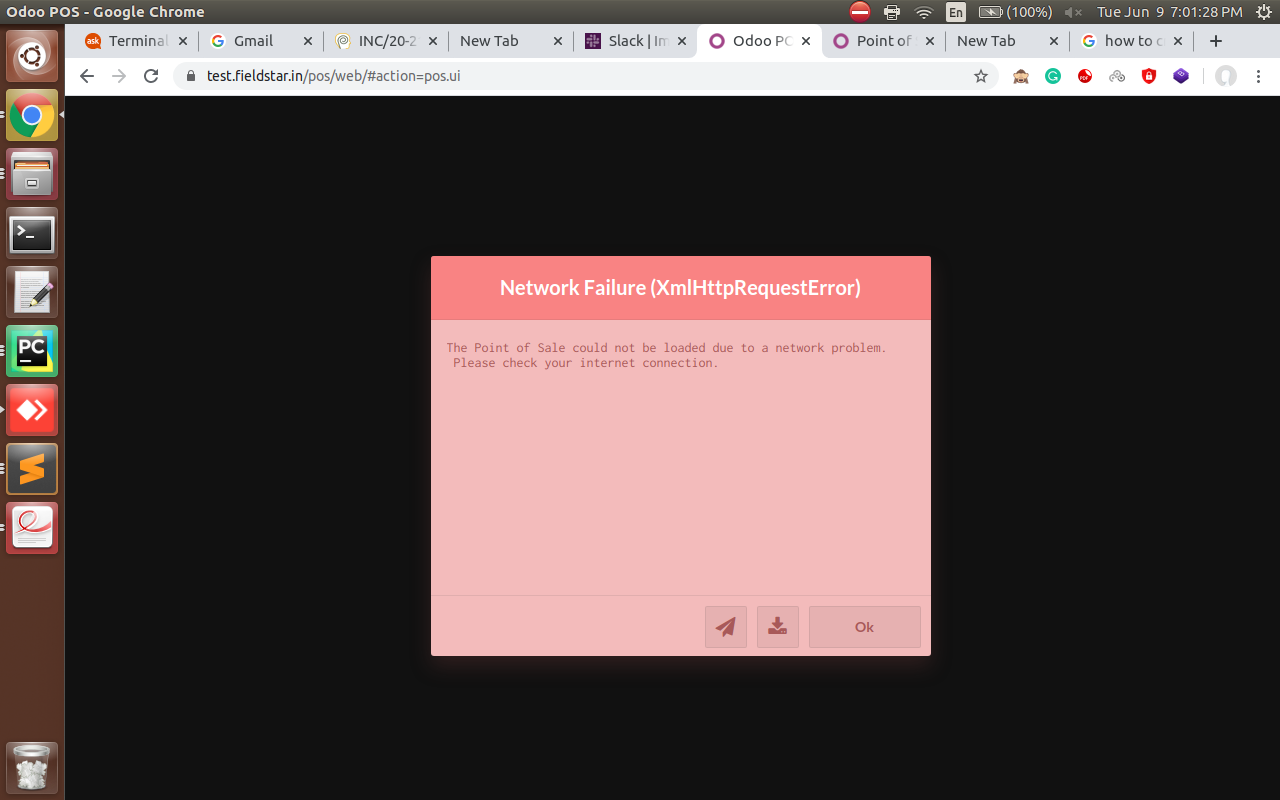 Odoo POS - Google Chrome
En
(100%)
Tue Jun 9 7:01:28 PM
ask
Terminal
Gmail
INC/20-2
New Tab
Slack | Im
Odoo PO
Point of
New Tab
how to c
test.fieldstar.in/pos/web/#action=pos.ui
PDF
PC
Network Failure (XmlHttpRequestError)
The Point of Sale could not be loaded due to a network problem.
Please check your internet connection.
Ok